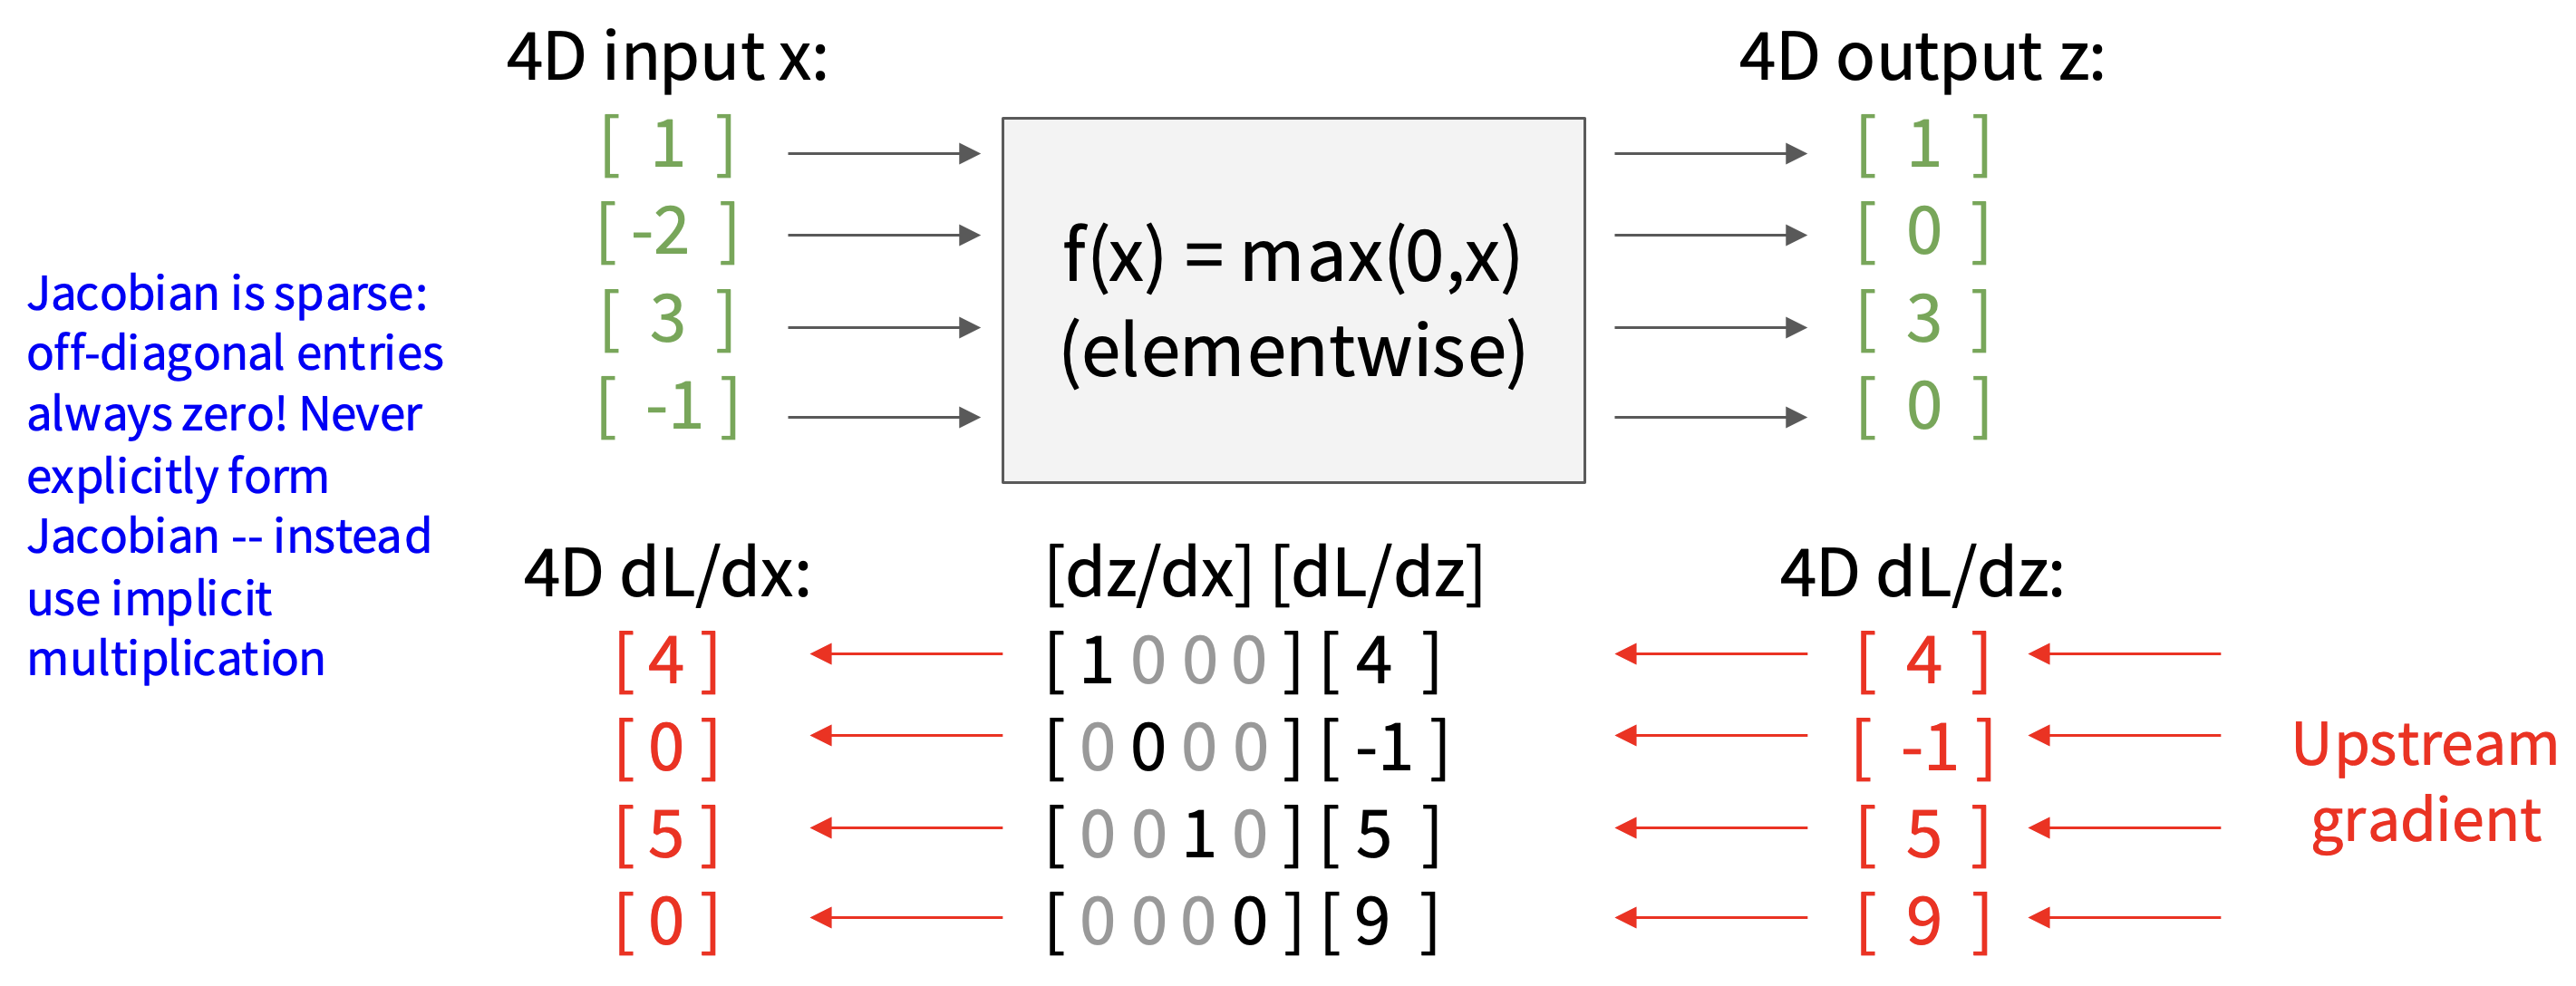 4D input x:
[ 1 ]
[ -2 ]
[ 3 ]
[ -1 ]
f(x) = max(0,x)
(elementwise)
4D output z:
[ 1 ]
[ 0 ]
[ 3 ]
[ 0 ]
Jacobian is sparse:
off-diagonal entries
always zero! Never
explicitly form
Jacobian -- instead
use implicit
multiplication
4D dL/dx:
[ 4 ]
[ 0 ]
[ 5 ]
[ 0 ]
[dz/dx] [dL/dz]
[ 1 0 0 0 ] [ 4 ]
[ 0 0 0 0 ] [ -1 ]
[ 0 0 1 0 ] [ 5 ]
[ 0 0 0 0 ] [ 9 ]
4D dL/dz:
[ 4 ]
[ -1 ]
[ 5 ]
[ 9 ]
Upstream
gradient